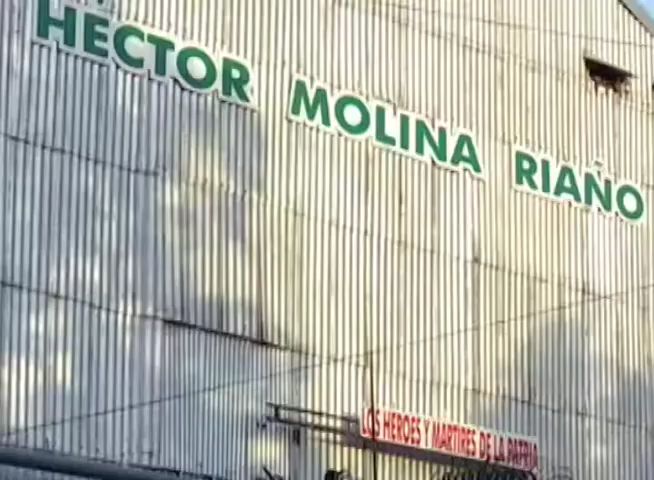 HECTOR MOLINA RIAÑO
LOS HEROES Y MARTIRES DE LA PATRIA